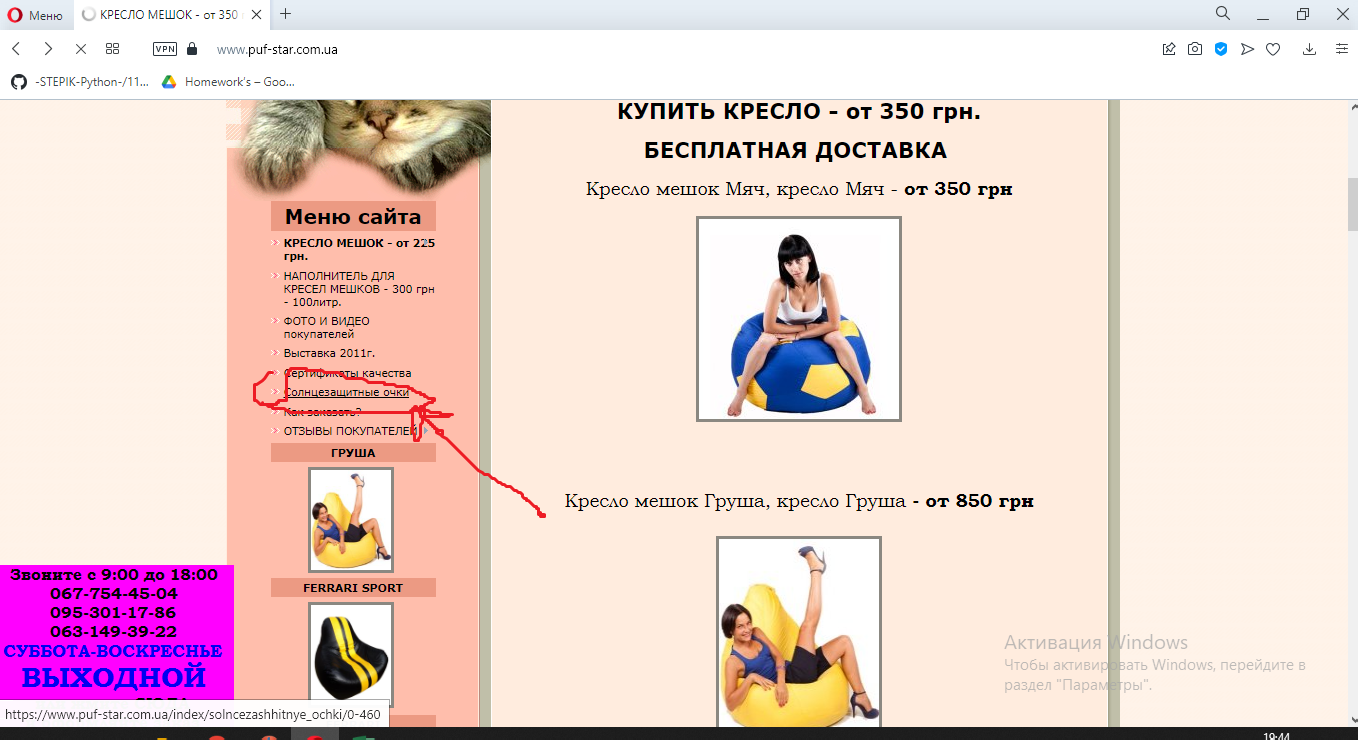 Меню
КРЕСЛО МЕШОК - от 350
VPN
www.puf-star.com.ua
-STEPIK-Python-/11...
Homework's – Goo...
КУПИТЬ КРЕСЛО – от 350 грн.
БЕСПЛАТНАЯ ДОСТАВКА
Кресло мешок Мяч, кресло Мяч - от 350 грн
Меню сайта
КРЕСЛО МЕШОК - от 225
грн.
НАПОЛНИТЕЛЬ ДЛЯ
КРЕСЕЛ МЕШКОВ - 300 грн
- 100литр.
ФОТО И ВИДЕО
покупателей
Выставка 2011г.
Сертификаты качества
Солнцезащитные очки
Как заказать?
ОТЗЫВЫ ПОКУПАТЕЛЕЙ
ГРУША
Кресло мешок Груша, кресло Груша - от 850 грн
FERRARI SPORT
Звоните с 9:00 до 18:00
067-754-45-04
095-301-17-86
063-149-39-22
СУББОТА-ВОСКРЕСНЬЕ
ВЫХОДНОЙ
Активация Windows
Чтобы активировать Windows, перейдите в
раздел "Параметры".
https://www.puf-star.com.ua/index/solncezashhitnye_ochki/0-460
19:44